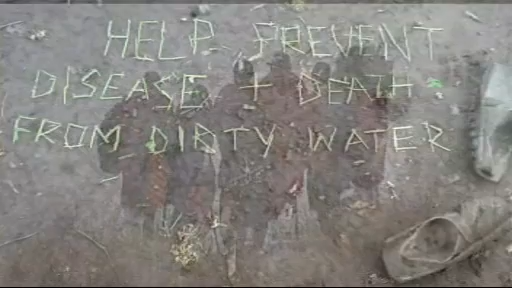 HELP PREVENT
DISEASE + DEATH
FROM DIRTY WATER